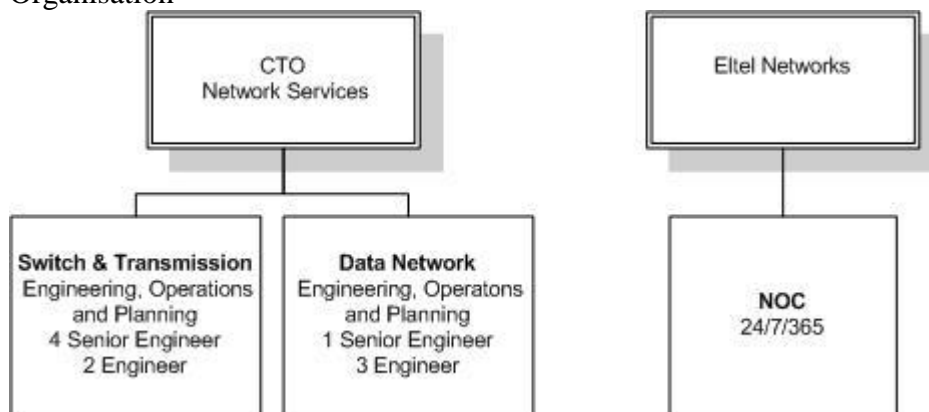 Organisation
CTO
Network Services
Eltel Networks
Switch & Transmission
Engineering, Operations
and Planning
4 Senior Engineer
2 Engineer
Data Network
Engineering, Operatons
and Planning
1 Senior Engineer
3 Engineer
NOC
24/7/365